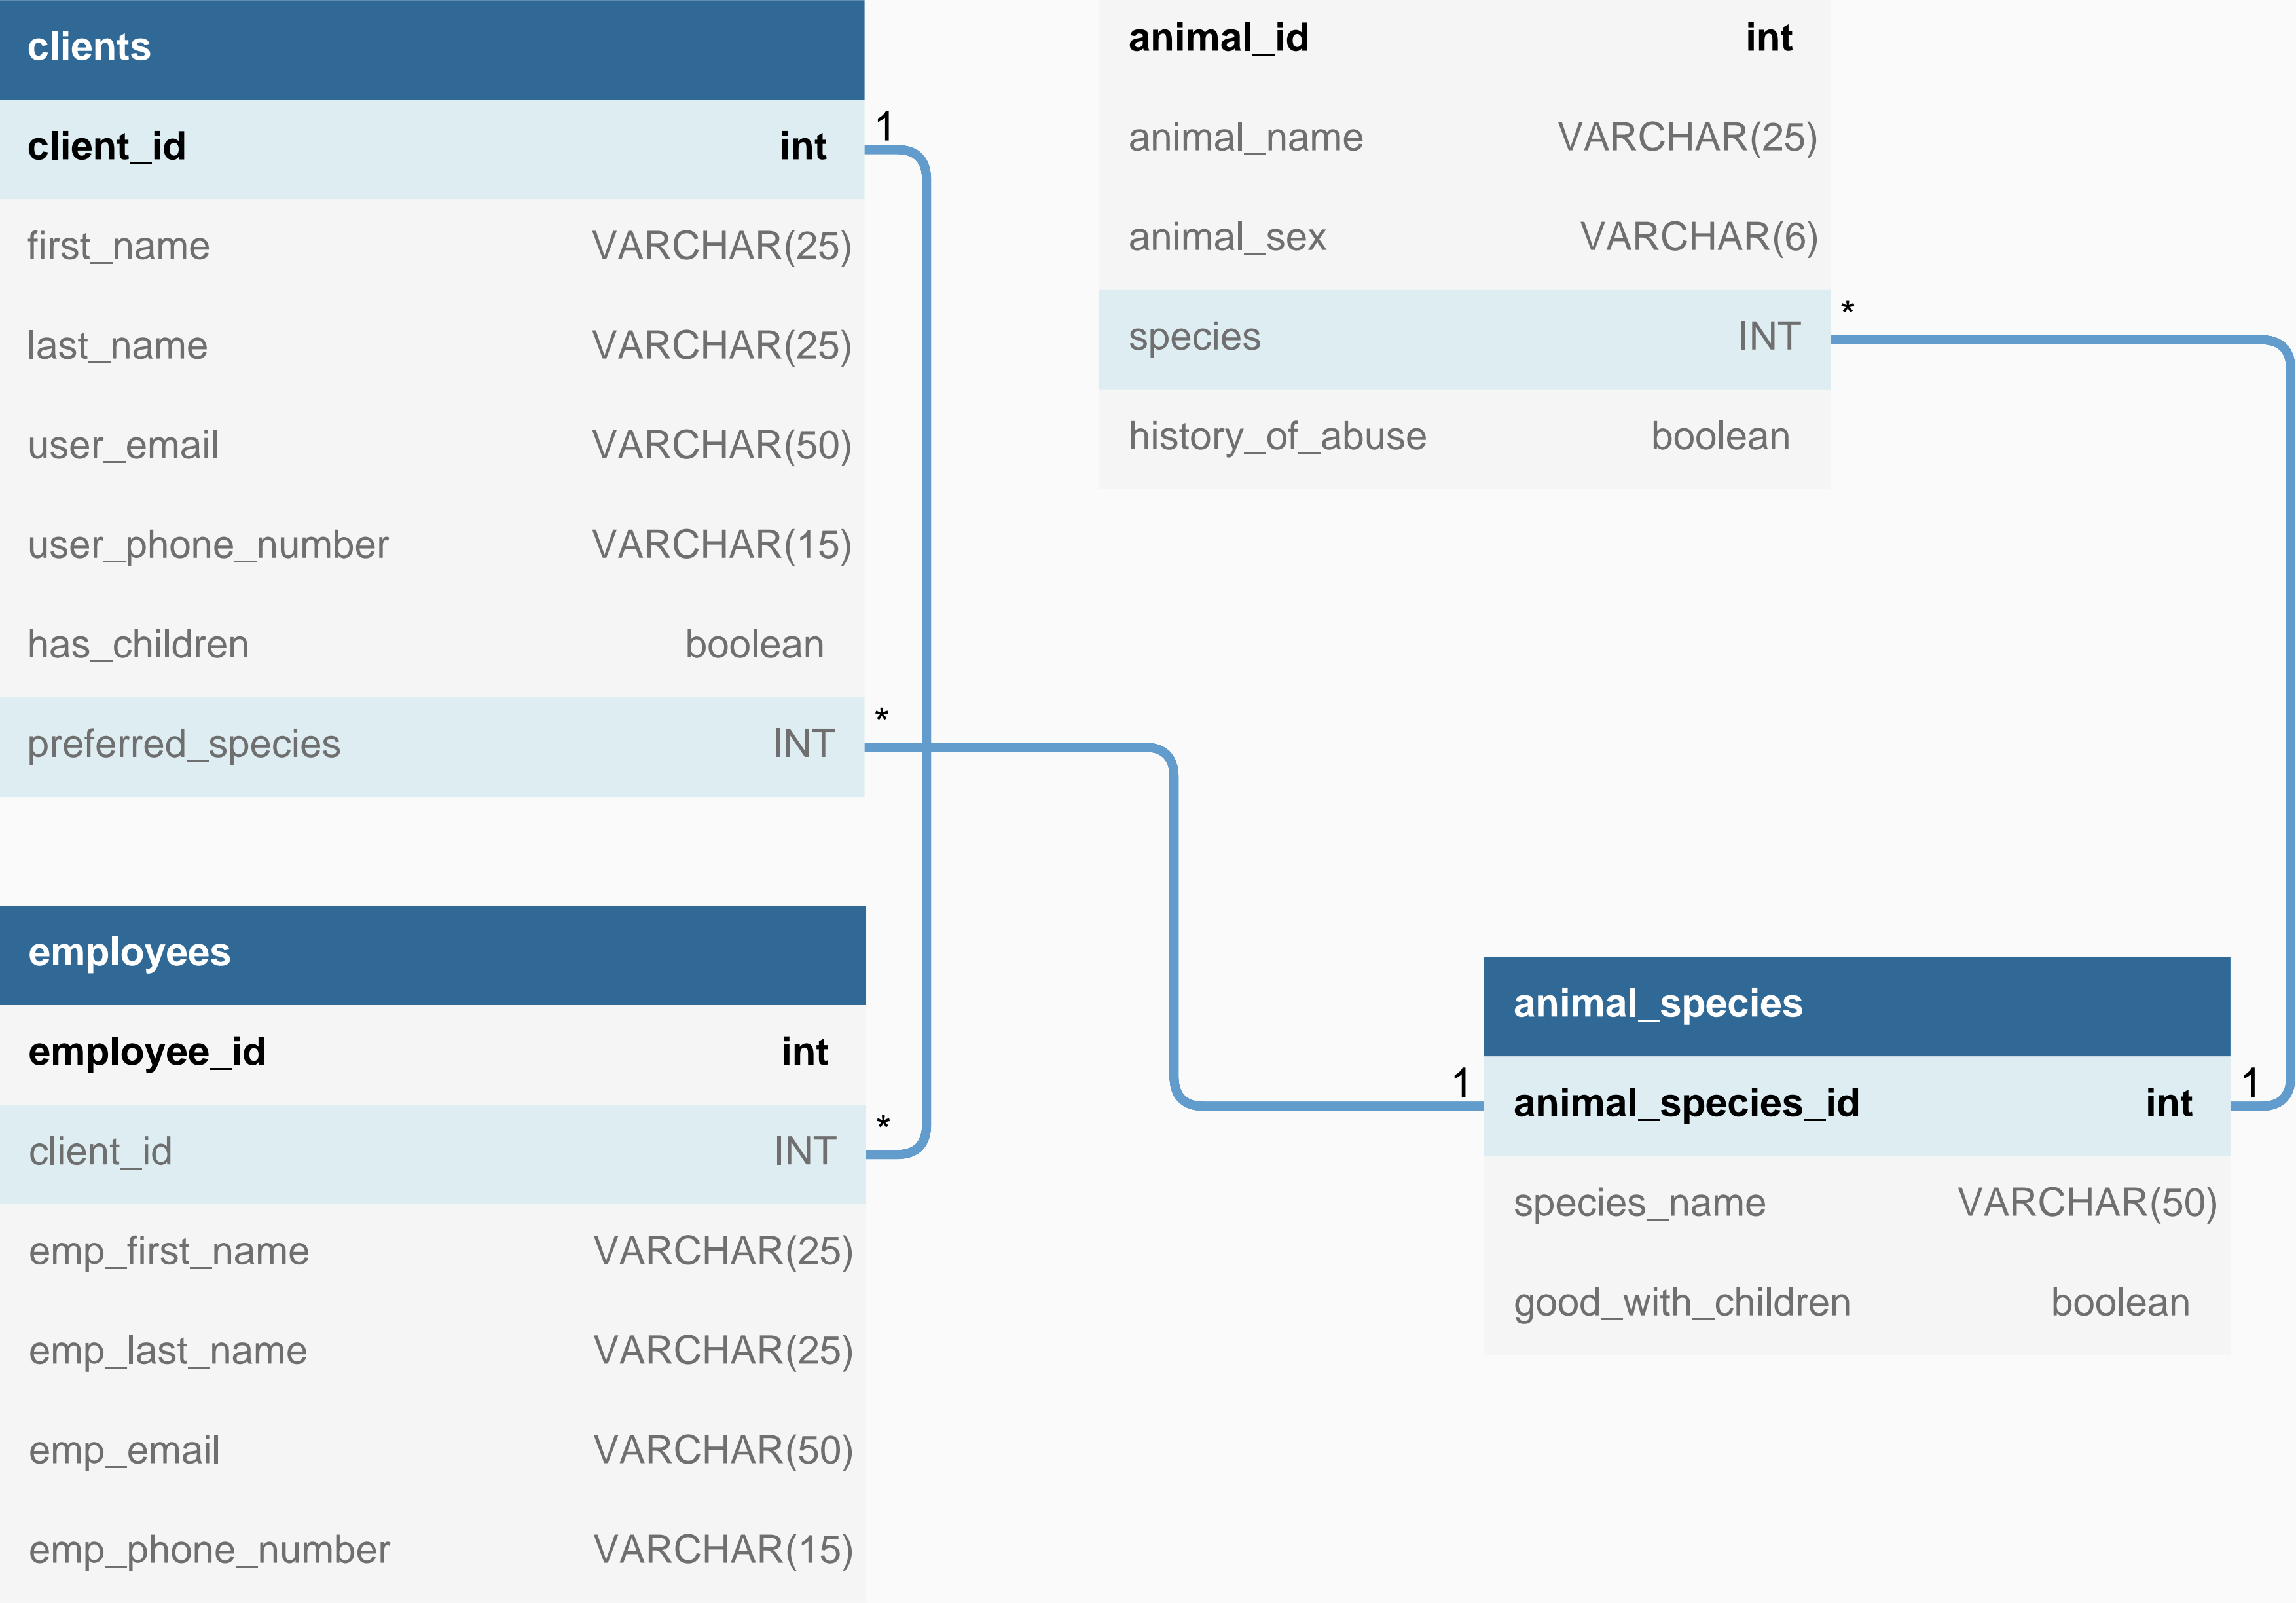 clients
client_id int 1
first_name VARCHAR(25)
last_name VARCHAR(25)
user_email VARCHAR(50)
user_phone_number VARCHAR(15)
has_children boolean
preferred_species INT *
animal_id int
animal_name VARCHAR(25)
animal_sex VARCHAR(6)
species INT *
history_of_abuse boolean
employees
employee_id int
client_id INT *
emp_first_name VARCHAR(25)
emp_last_name VARCHAR(25)
emp_email VARCHAR(50)
emp_phone_number VARCHAR(15)
animal_species
1 animal_species_id int 1
species_name VARCHAR(50)
good_with_children boolean